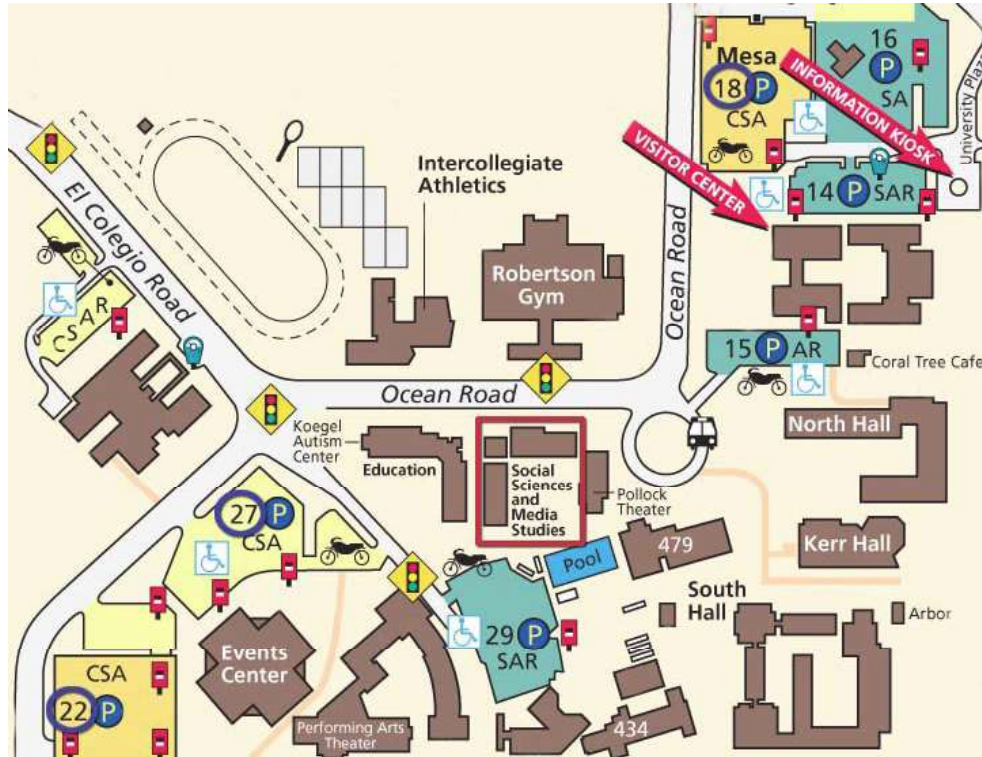 Mesa
18 P
CSA
16
P
SA
INFORMATION KIOSK
University Plaza
VISITOR CENTER
14 P SAR
El Colegio Road
Intercollegiate
Athletics
Robertson
Gym
Ocean Road
CSAR
15 P AR
Coral Tree Cafe
Ocean Road
Koegel
Autism
Center
Education
Social
Sciences
and
Media
Studies
Pollock
Theater
North Hall
27 P
CSA
Pool
479
Kerr Hall
South
Hall
Arbor
Events
Center
29 P
SAR
CSA
22 P
Performing Arts
Theater
434